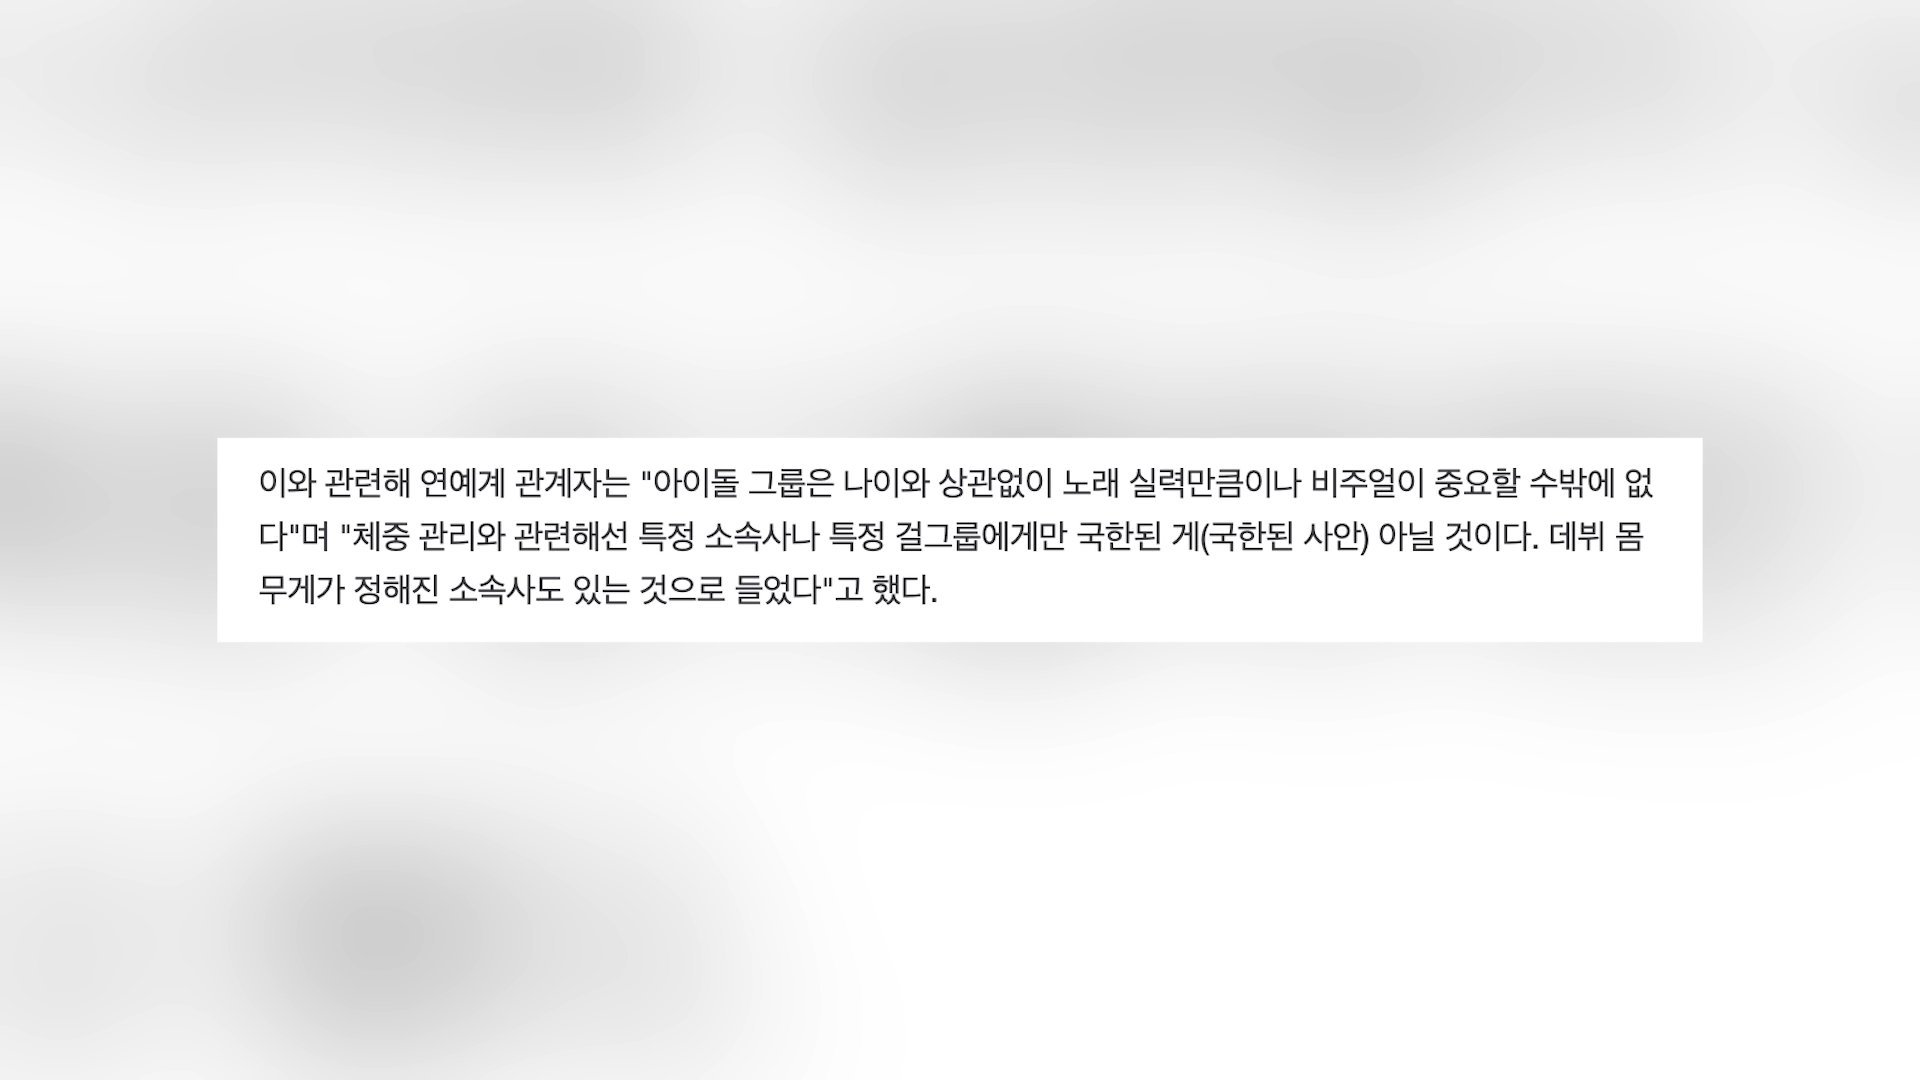 이와 관련해 연예계 관계자는 "아이돌 그룹은 나이와 상관없이 노래 실력만큼이나 비주얼이 중요할 수밖에 없
다"며 "체중 관리와 관련해선 특정 소속사나 특정 걸그룹에게만 국한된 게(국한된 사안) 아닐 것이다. 데뷔 몸
무게가 정해진 소속사도 있는 것으로 들었다"고 했다.